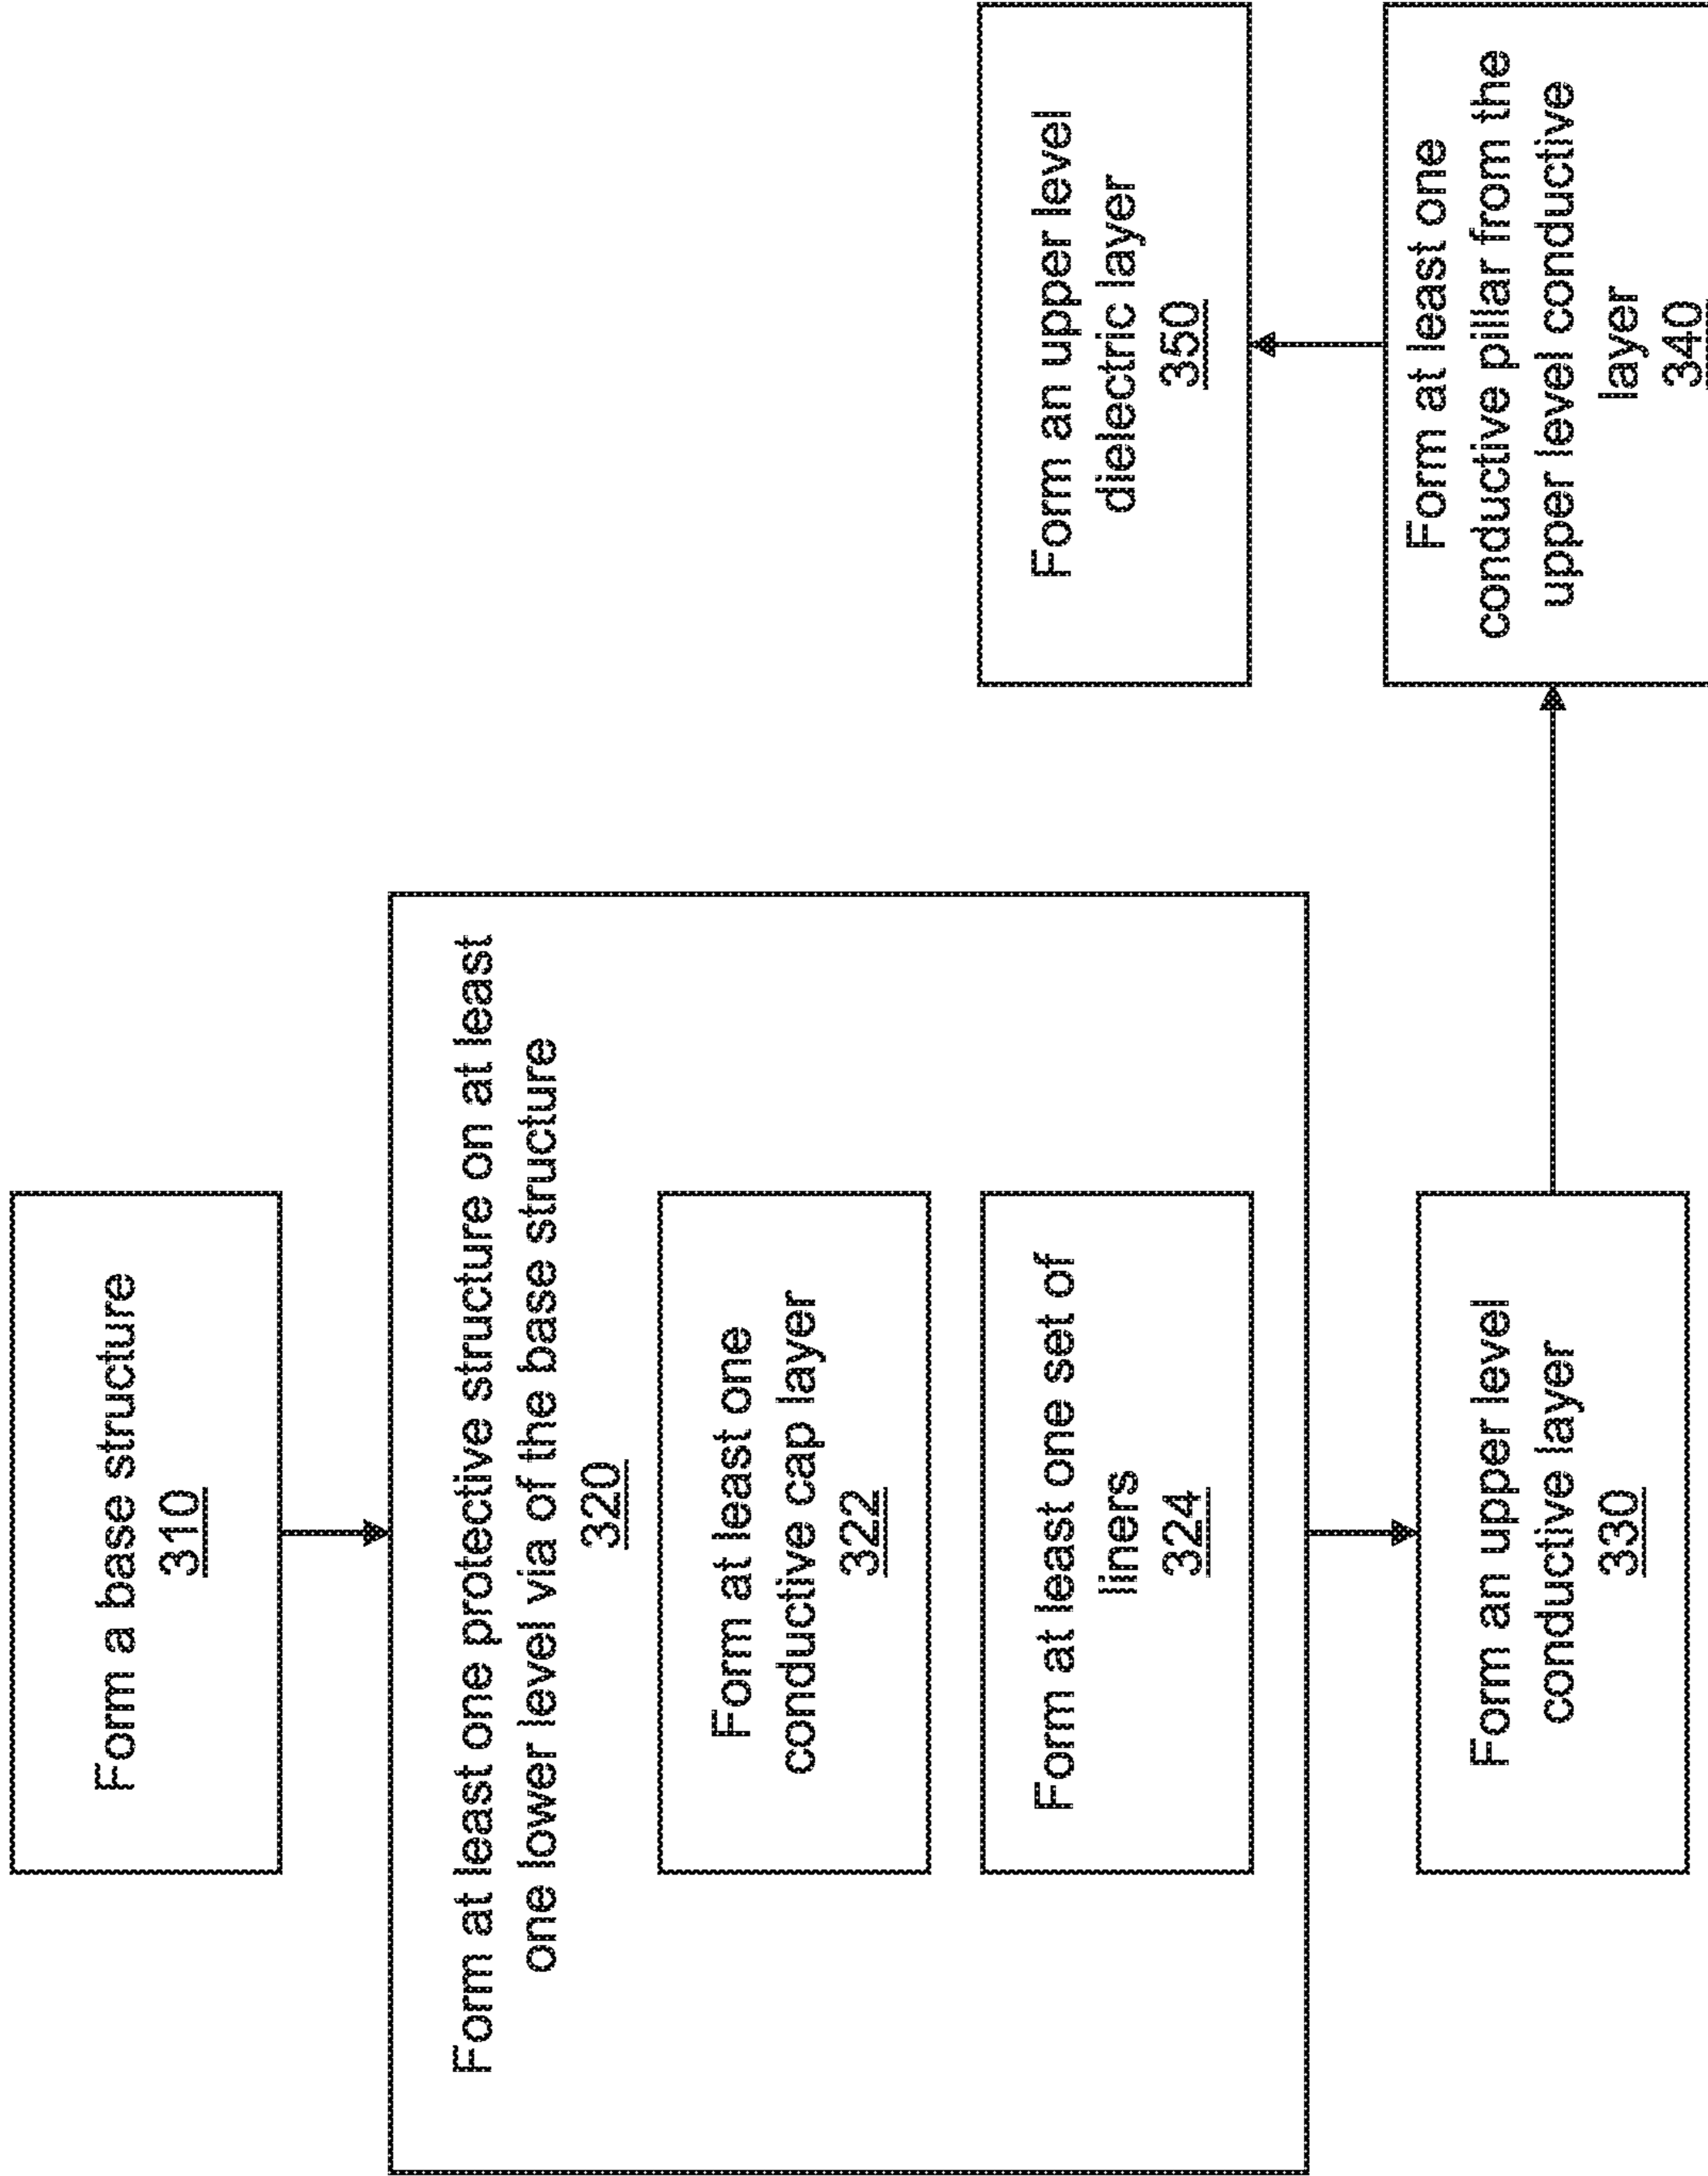 Form a base structure
310
Form at least one protective structure on at least
one lower level via of the base structure
320
Form at least one
conductive cap layer
322
Form at least one set of
liners
324
Form an upper level
conductive layer
330
Form at least one
conductive pillar from the
upper level conductive
layer
340
Form an upper level
dielectric layer
350